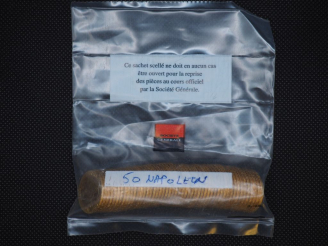 Ce sachet scellé ne doit en aucun cas
être ouvert pour la reprise
des pièces au cours officiel
par la Société Générale.
50 NAPOLEON